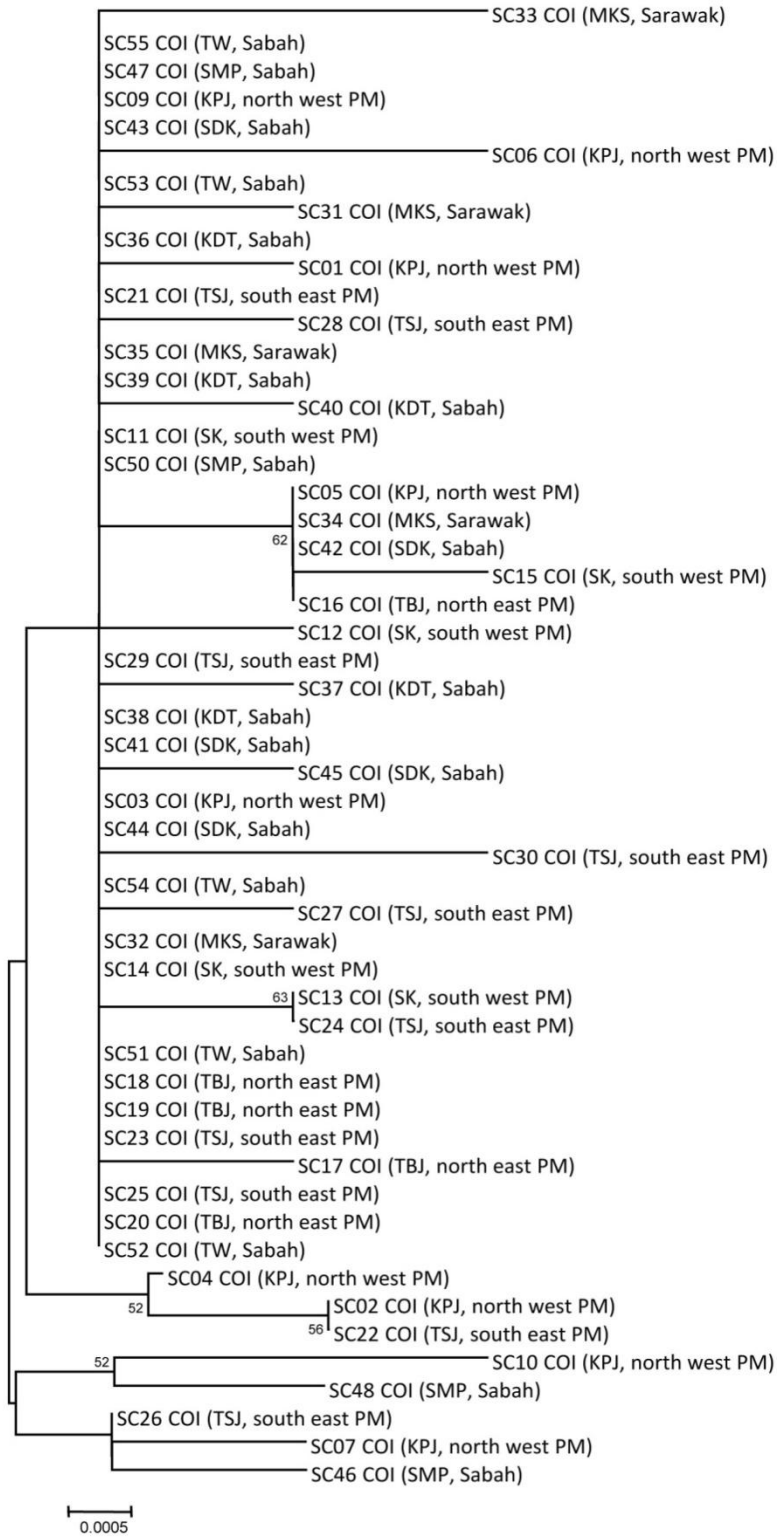 SC33 COI (MKS, Sarawak)
SC55 COI (TW, Sabah)
SC47 COI (SMP, Sabah)
SC09 COI (KPJ, north west PM)
SC43 COI (SDK, Sabah)
SC06 COI (KPJ, north west PM)
SC53 COI (TW, Sabah)
SC31 COI (MKS, Sarawak)
SC36 COI (KDT, Sabah)
SC01 COI (KPJ, north west PM)
SC21 COI (TSJ, south east PM)
SC28 COI (TSJ, south east PM)
SC35 COI (MKS, Sarawak)
SC39 COI (KDT, Sabah)
SC40 COI (KDT, Sabah)
SC11 COI (SK, south west PM)
SC50 COI (SMP, Sabah)
SC05 COI (KPJ, north west PM)
SC34 COI (MKS, Sarawak)
62
SC42 COI (SDK, Sabah)
SC15 COI (SK, south west PM)
SC16 COI (TBJ, north east PM)
SC12 COI (SK, south west PM)
SC29 COI (TSJ, south east PM)
SC37 COI (KDT, Sabah)
SC38 COI (KDT, Sabah)
SC41 COI (SDK, Sabah)
SC45 COI (SDK, Sabah)
SC03 COI (KPJ, north west PM)
SC44 COI (SDK, Sabah)
SC30 COI (TSJ, south east PM)
SC54 COI (TW, Sabah)
SC27 COI (TSJ, south east PM)
SC32 COI (MKS, Sarawak)
SC14 COI (SK, south west PM)
63
SC13 COI (SK, south west PM)
SC24 COI (TSJ, south east PM)
SC51 COI (TW, Sabah)
SC18 COI (TBJ, north east PM)
SC19 COI (TBJ, north east PM)
SC23 COI (TSJ, south east PM)
SC17 COI (TBJ, north east PM)
SC25 COI (TSJ, south east PM)
SC20 COI (TBJ, north east PM)
SC52 COI (TW, Sabah)
SC04 COI (KPJ, north west PM)
52
SC02 COI (KPJ, north west PM)
56
SC22 COI (TSJ, south east PM)
52
SC10 COI (KPJ, north west PM)
SC48 COI (SMP, Sabah)
SC26 COI (TSJ, south east PM)
SC07 COI (KPJ, north west PM)
SC46 COI (SMP, Sabah)
0.0005